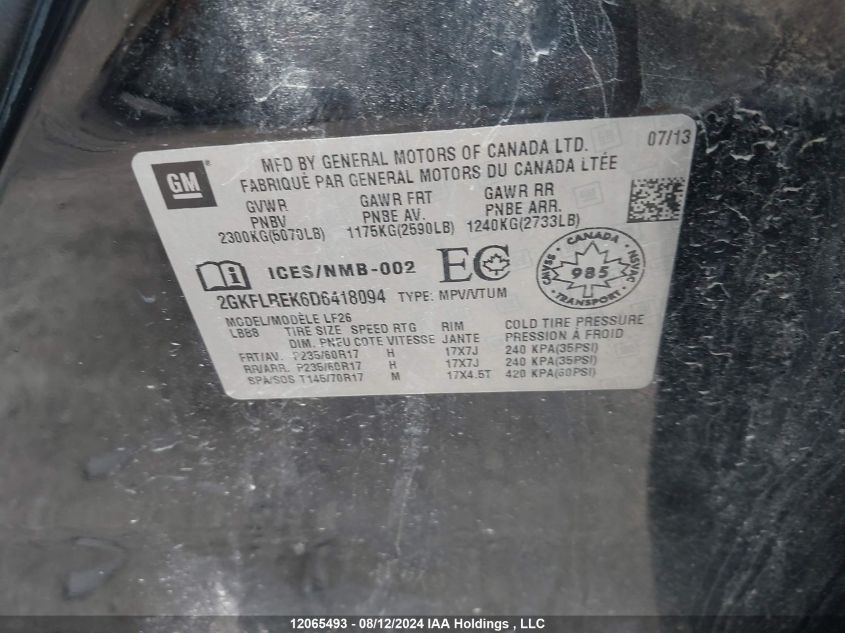 GM
MFD BY GENERAL MOTORS OF CANADA LTD. 07/13
FABRIQUÉ PAR GENERAL MOTORS DU CANADA LTÉE
GVWR GAWR FRT GAWR RR
PNBV PNBE AV. PNBE ARR.
2300KG(5070LB) 1175KG(2590LB) 1240KG(2733LB)
i ICES/NMB-002 EC CANADA
CMVSS 985 NSVAC
TRANSPORT
2GKFLREK6D6418094 TYPE: MPV/VTUM
MODEL/MODÈLE LF26
LB88 TIRE SIZE SPEED RTG RIM COLD TIRE PRESSURE
DIM. PNEU COTE VITESSE JANTE PRESSION À FROID
FRT/AV. P235/60R17 H 17X7J 240 KPA(35PSI)
RR/ARR. P235/60R17 H 17X7J 240 KPA(35PSI)
SPA/SDS T145/70R17 M 17X4.5T 420 KPA(60PSI)
12065493 - 08/12/2024 IAA Holdings , LLC